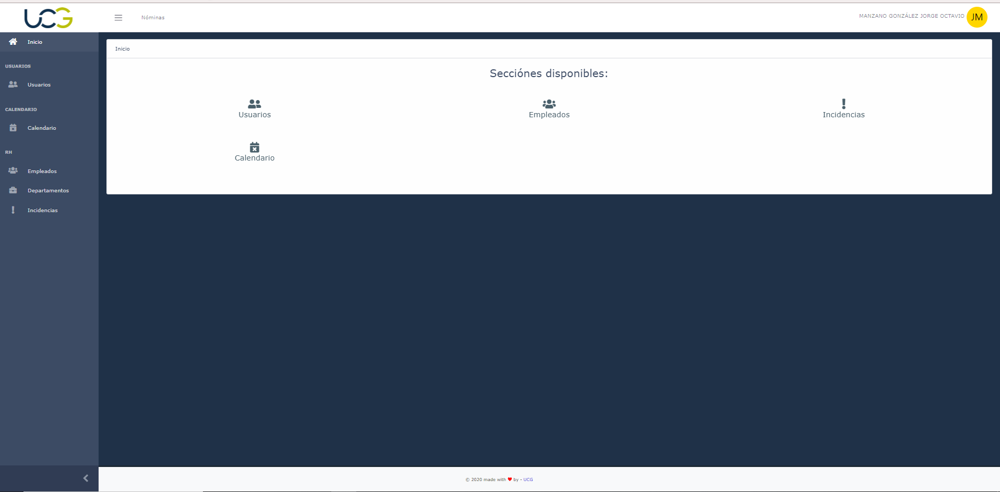 UCG
Nóminas
MANZANO GONZÁLEZ JORGE OCTAVIO
JM
Inicio
USUARIOS
Usuarios
CALENDARIO
Calendario
RH
Empleados
Departamentos
Incidencias
Inicio
Secciónes disponibles:
Usuarios
Empleados
Incidencias
Calendario
© 2020 made with ❤ by - UCG